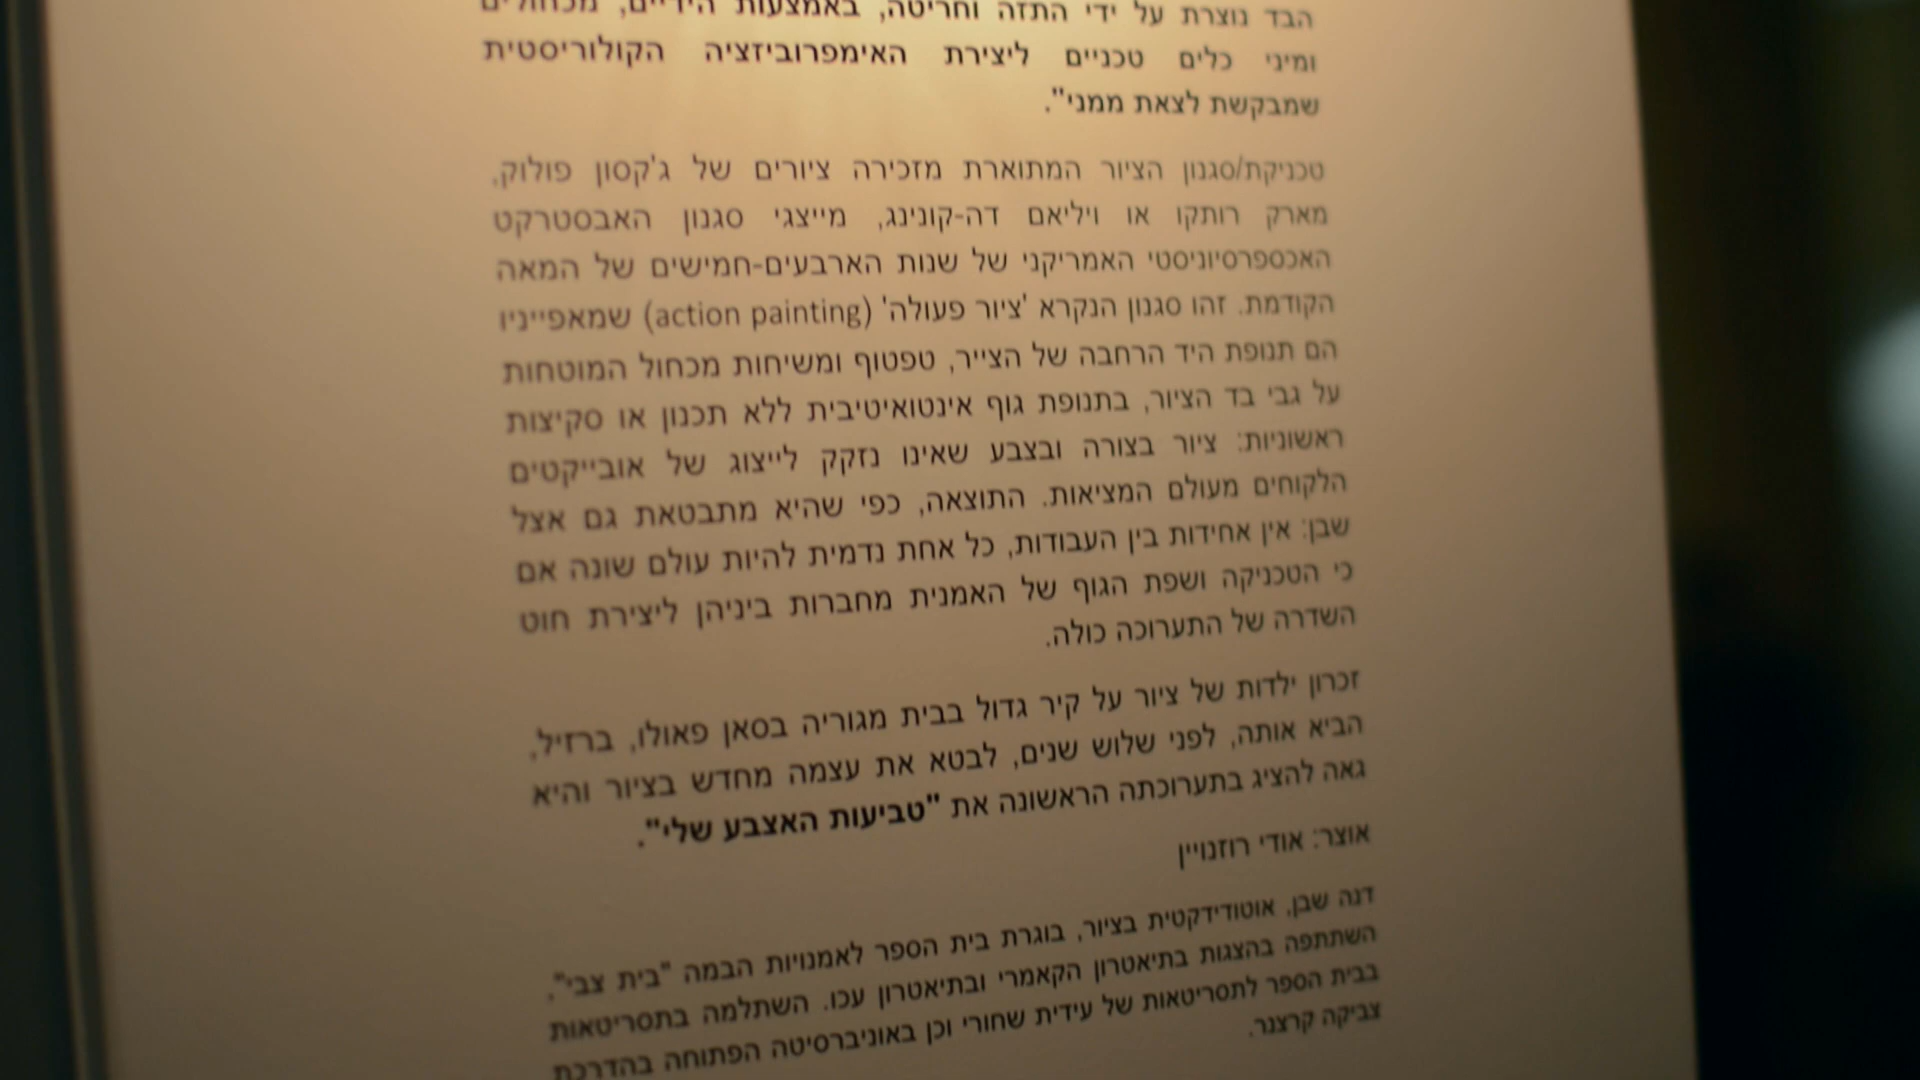 הבד נוצרת על ידי התזה וחריטה, באמצעות הידיים, מכחולים
ומיני כלים טכניים ליצירת האימפרוביזציה הקולוריסטית
שמבקשת לצאת ממני".
טכניקת/סגנון הציור המתוארת מזכירה ציורים של ג'קסון פולוק,
מארק רותקו או ויליאם דה-קונינג, מייצגי סגנון האבסטרקט
האכספרסיוניסטי האמריקני של שנות הארבעים-חמישים של המאה
הקודמת. זהו סגנון הנקרא 'ציור פעולה' (action painting) שמאפייניו
הם תנופת היד הרחבה של הצייר, טפטוף ומשיחות מכחול המוטחות
על גבי בד הציור, בתנופת גוף אינטואיטיבית ללא תכנון או סקיצות
ראשוניות: ציור בצורה ובצבע שאינו נזקק לייצוג של אובייקטים
הלקוחים מעולם המציאות. התוצאה, כפי שהיא מתבטאת גם אצל
שבן: אין אחידות בין העבודות, כל אחת נדמית להיות עולם שונה אם
כי הטכניקה ושפת הגוף של האמנית מחברות ביניהן ליצירת חוט
השדרה של התערוכה כולה.
זכרון ילדות של ציור על קיר גדול בבית מגוריה בסאן פאולו, ברזיל,
הביא אותה, לפני שלוש שנים, לבטא את עצמה מחדש בציור והיא
גאה להציג בתערוכתה הראשונה את "טביעות האצבע שלי".
אוצר: אודי רוזנויין
דנה שבן, אוטודידקטית בציור, בוגרת בית הספר לאמנויות הבמה "בית צבי".
השתתפה בהצגות בתיאטרון הקאמרי ובתיאטרון עכו. השתלמה בתסריטאות
בבית הספר לתסריטאות של עידית שחורי וכן באוניברסיטה הפתוחה בהדרכת
צביקה קרצנר.